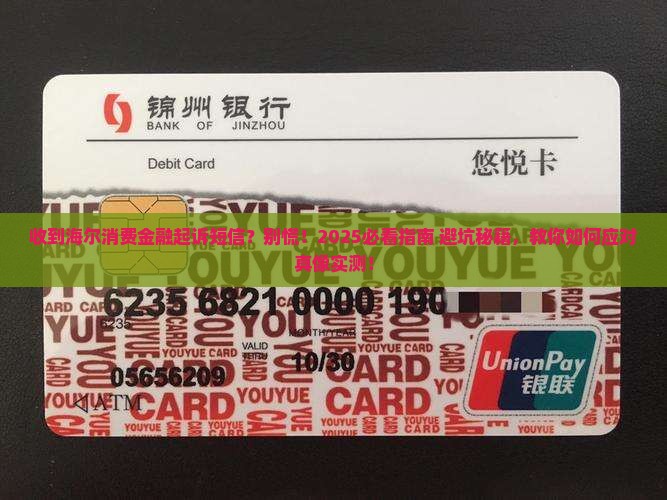 锦州银行
BANK OF JINZHOU
Debit Card
悠悦卡
收到海尔消费金融起诉短信？别慌！2025必看指南,避坑秘籍，教你如何应对
真假实测！
6235 6821 0000 190
6235
MONTH/YEAR
VALID
THRU
10/30
05656209
ATM
YOUYUE CARD
UnionPay
银联